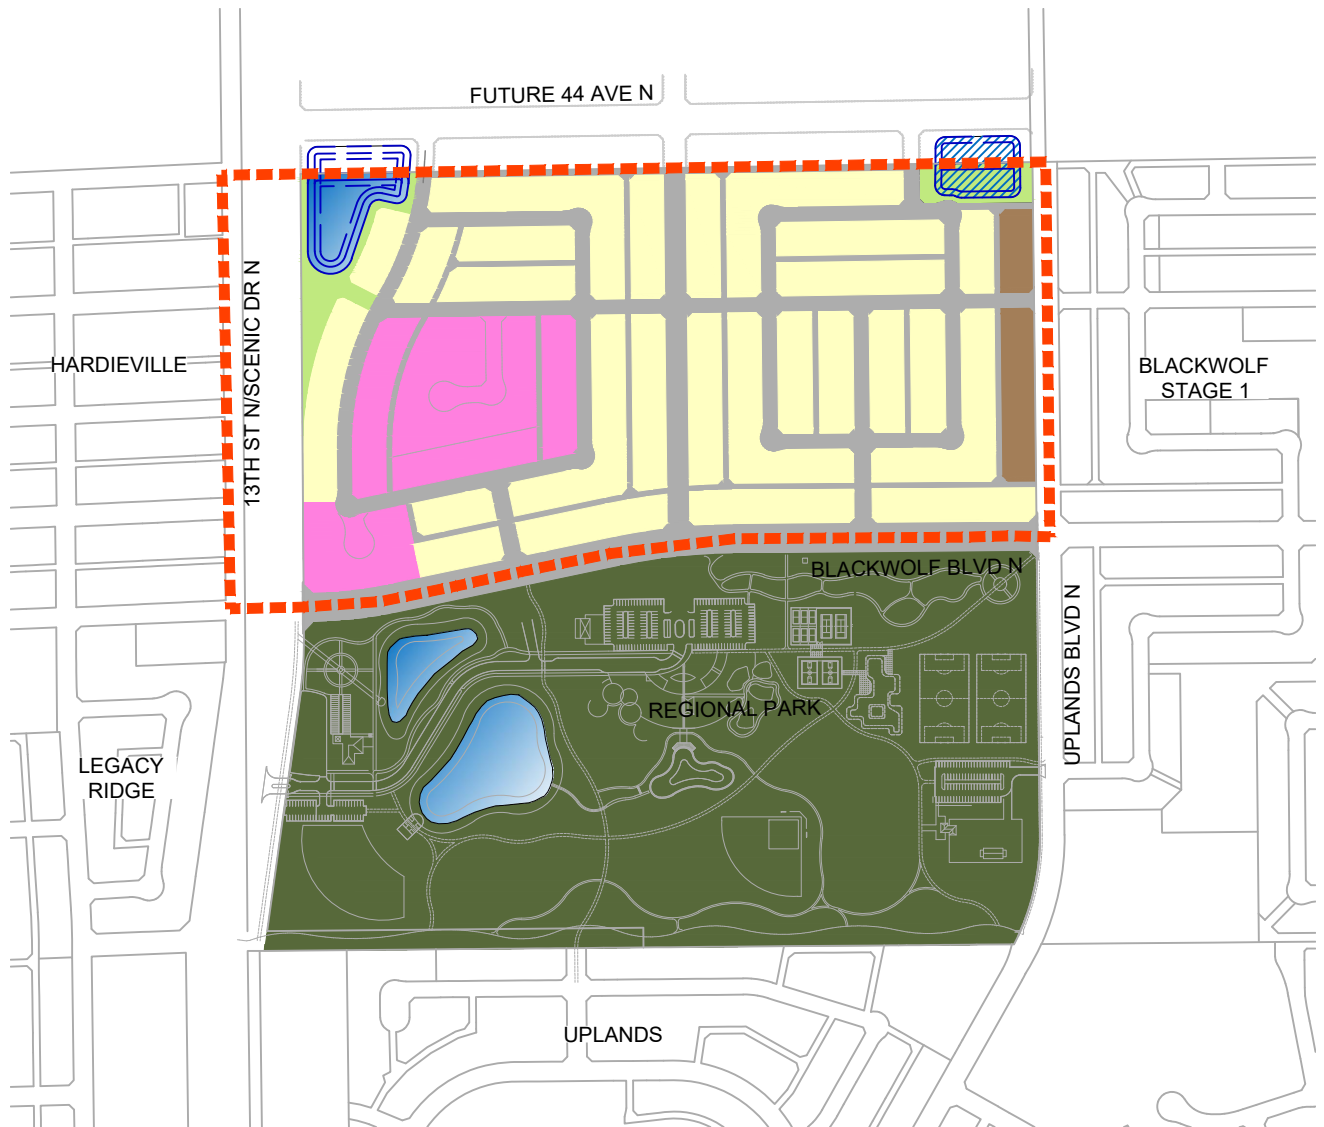 FUTURE 44 AVE N
13TH ST N/SCENIC DR N
HARDIEVILLE
BLACKWOLF
STAGE 1
BLACKWOLF BLVD N
UPLANDS BLVD N
REGIONAL PARK
LEGACY
RIDGE
UPLANDS